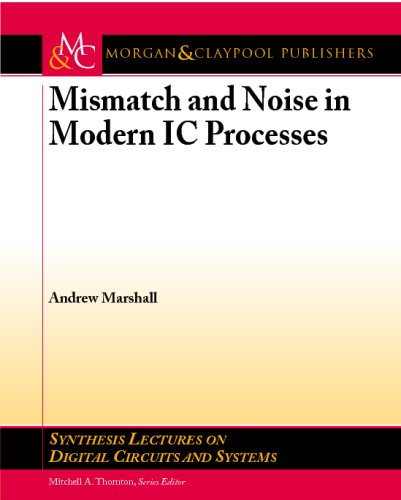 M&C
MORGAN&CLAYPOOL PUBLISHERS
Mismatch and Noise in
Modern IC Processes
Andrew Marshall
SYNTHESIS LECTURES ON
DIGITAL CIRCUITS AND SYSTEMS
Mitchell A. Thornton, Series Editor